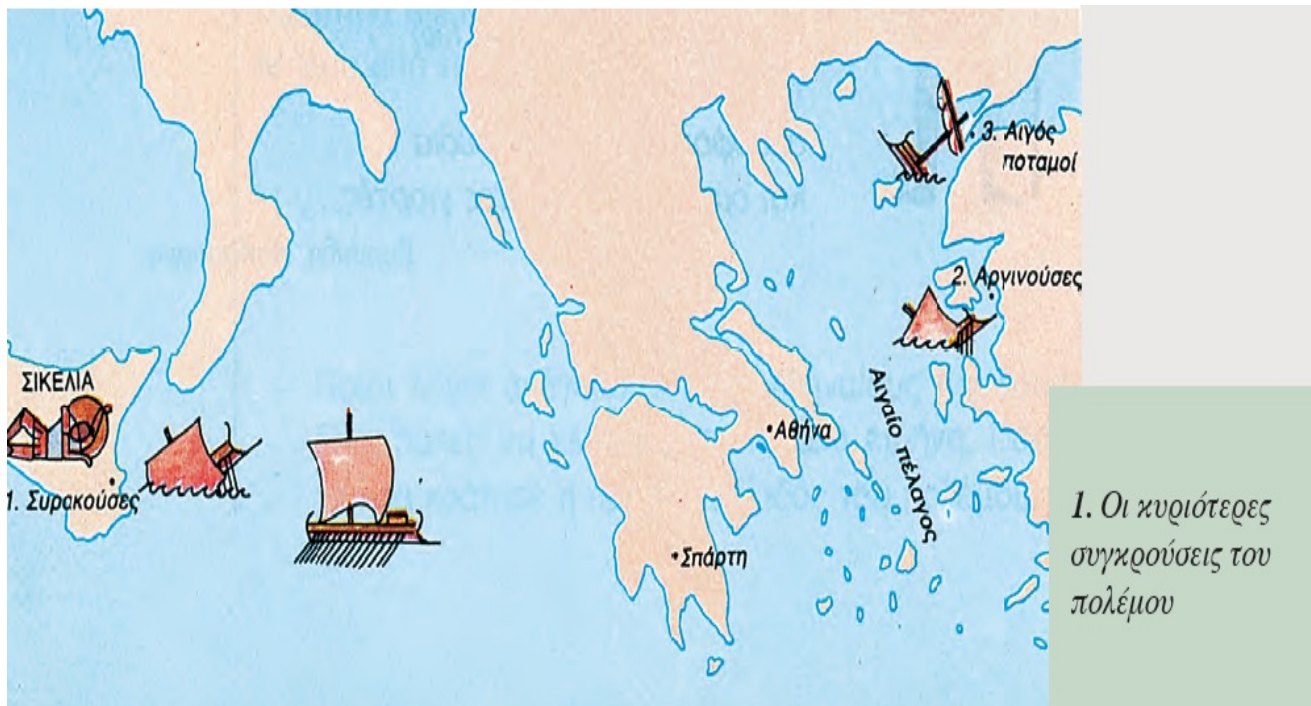 3. Αιγός
ποταμοί
2. Αργινούσες
ΣΙΚΕΛΙΑ
1. Συρακούσες
Αθήνα
Αιγαίο πέλαγος
Σπάρτη
1. Οι κυριότερες
συγκρούσεις του
πολέμου